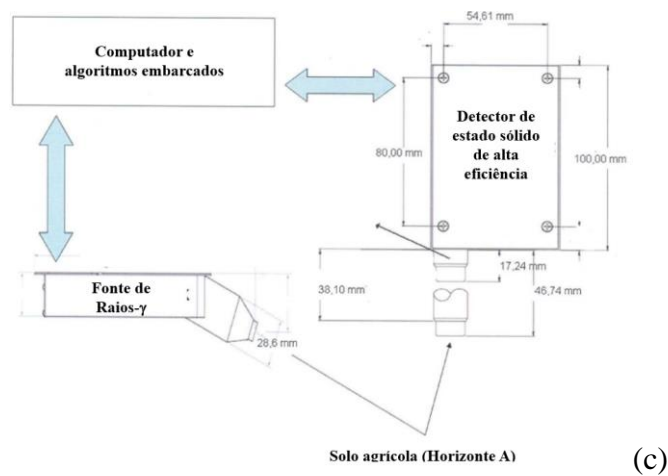 54,61 mm
Computador e
algoritmos embarcados
Detector de
estado sólido
de alta
eficiência
80,00 mm
100,00 mm
Fonte de
Raios-γ
38,10 mm
17,24 mm
46,74 mm
28,6 mm
Solo agrícola (Horizonte A)
(c)